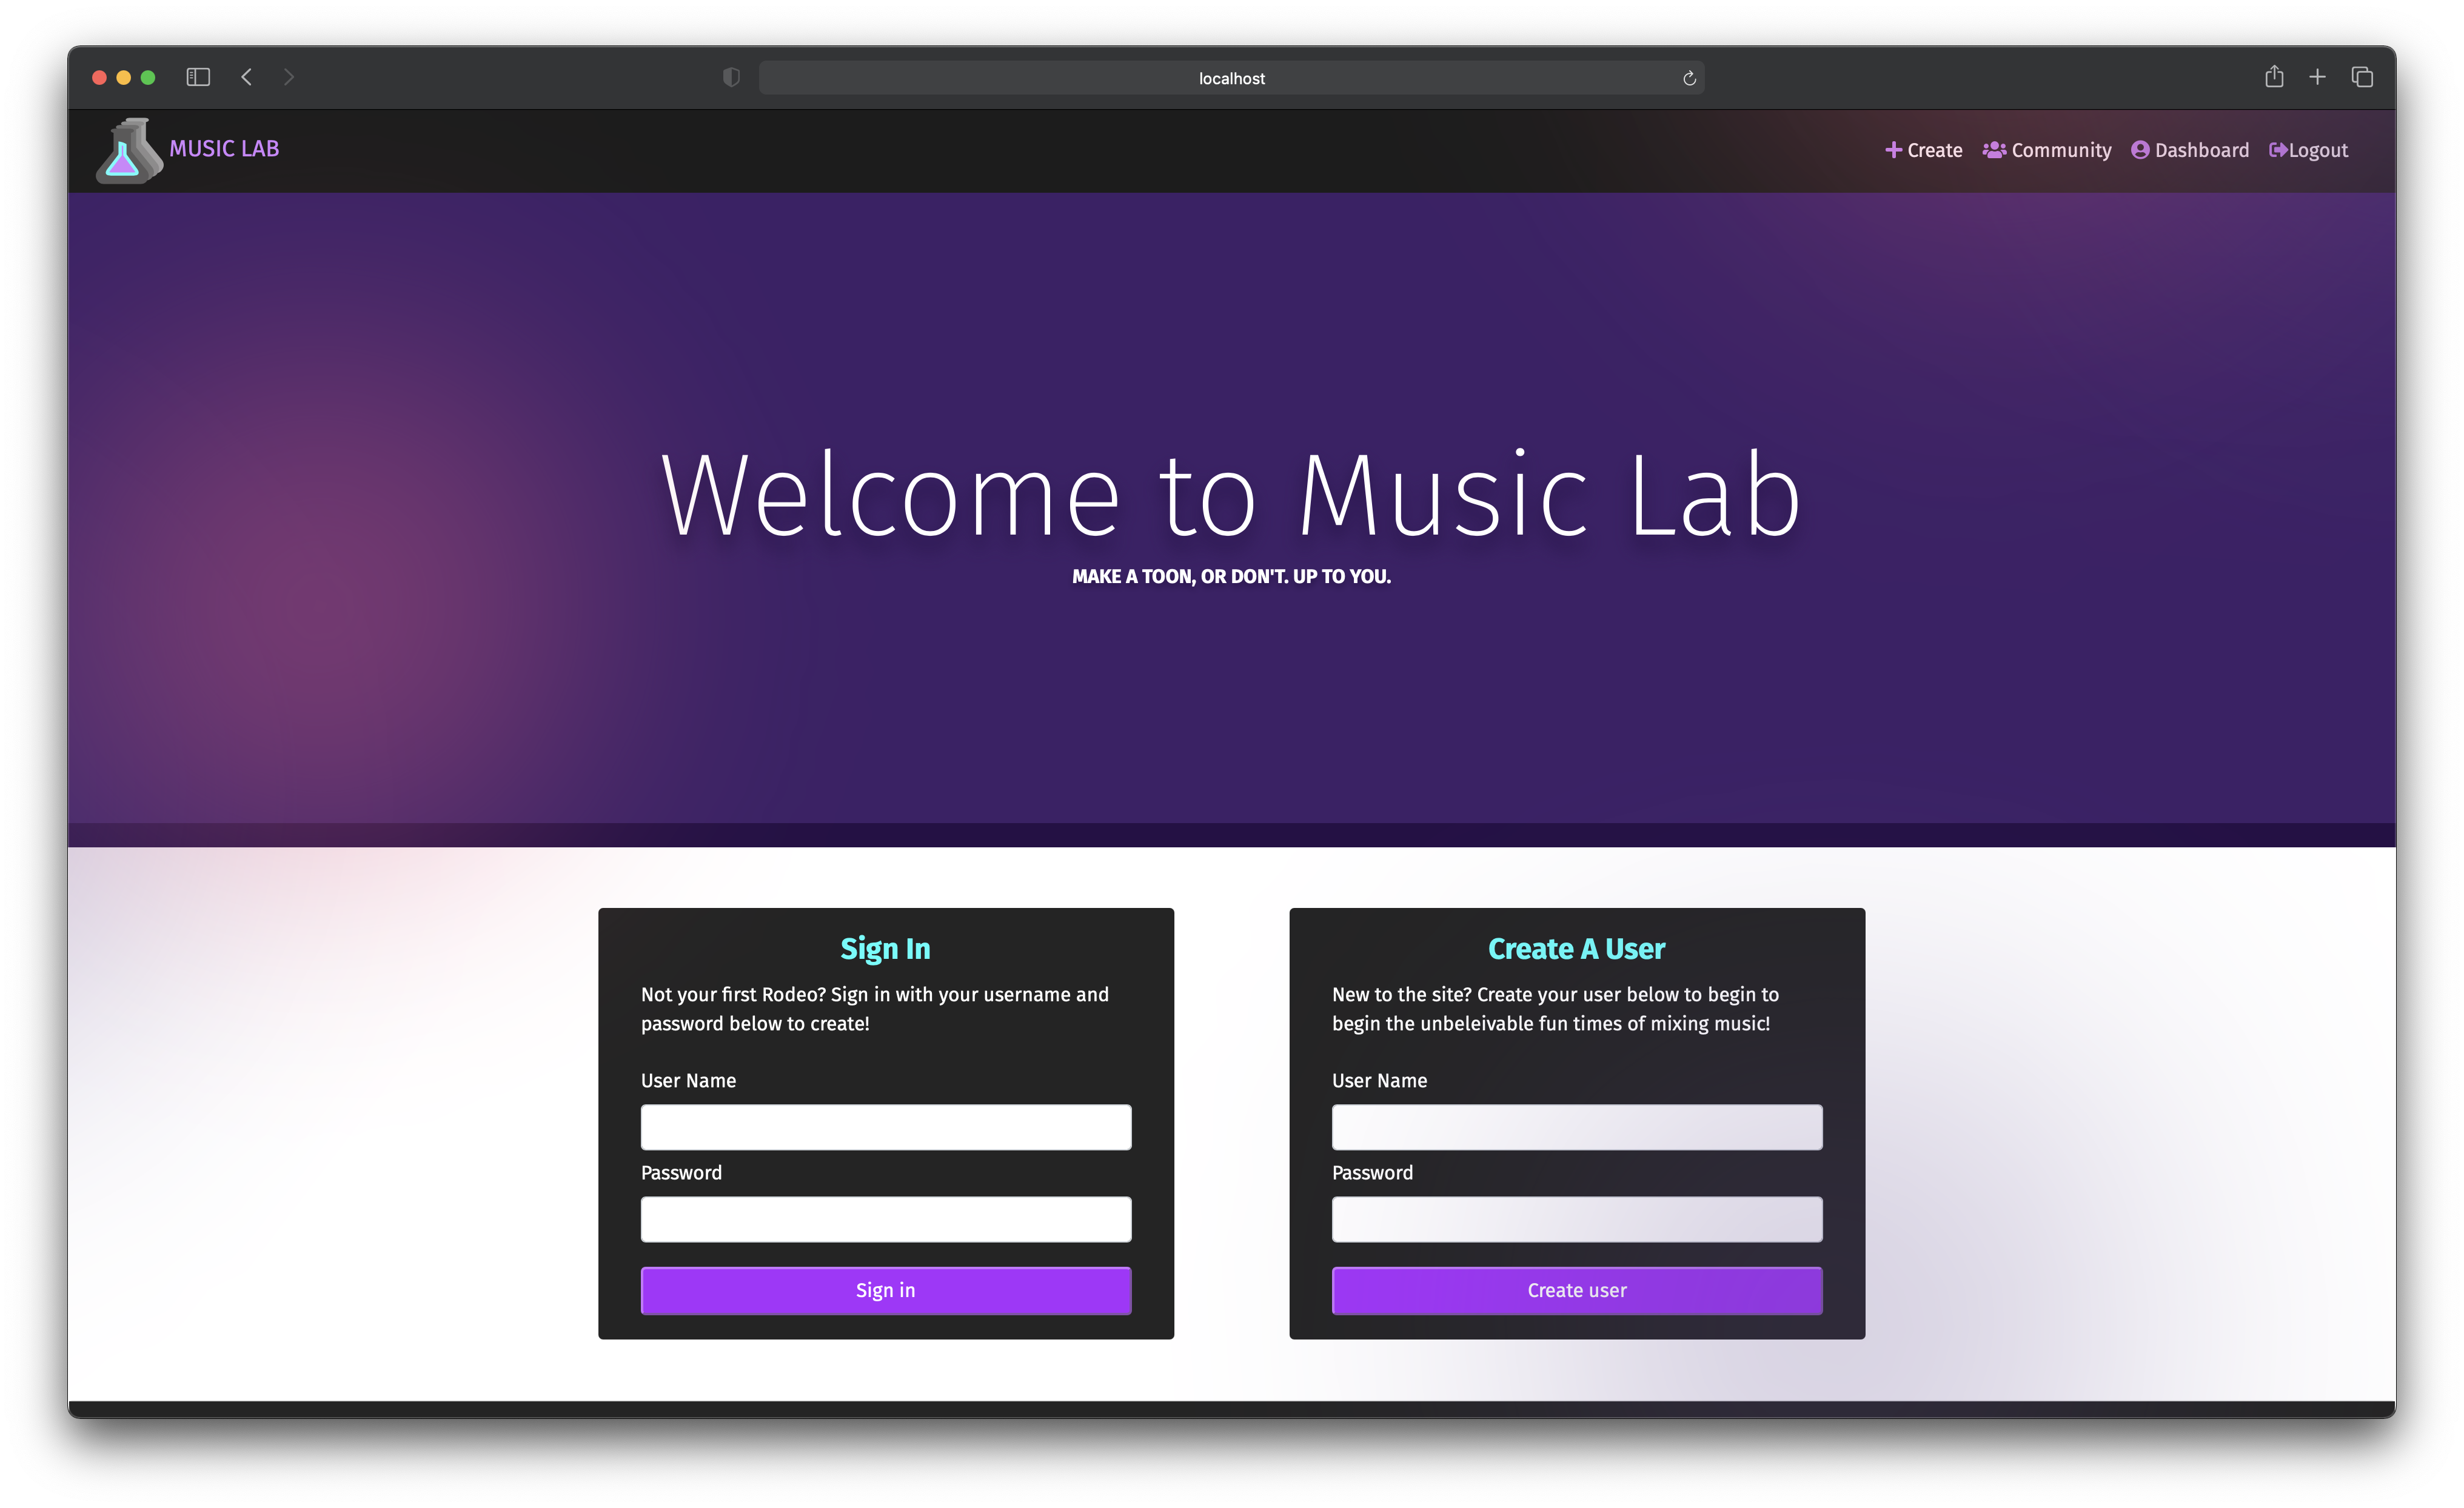 localhost
MUSIC LAB
Create Community Dashboard Logout
Welcome to Music Lab
MAKE A TOON, OR DON'T. UP TO YOU.
Sign In
Not your first Rodeo? Sign in with your username and
password below to create!
User Name
Password
Sign in
Create A User
New to the site? Create your user below to begin to
begin the unbeleivable fun times of mixing music!
User Name
Password
Create user